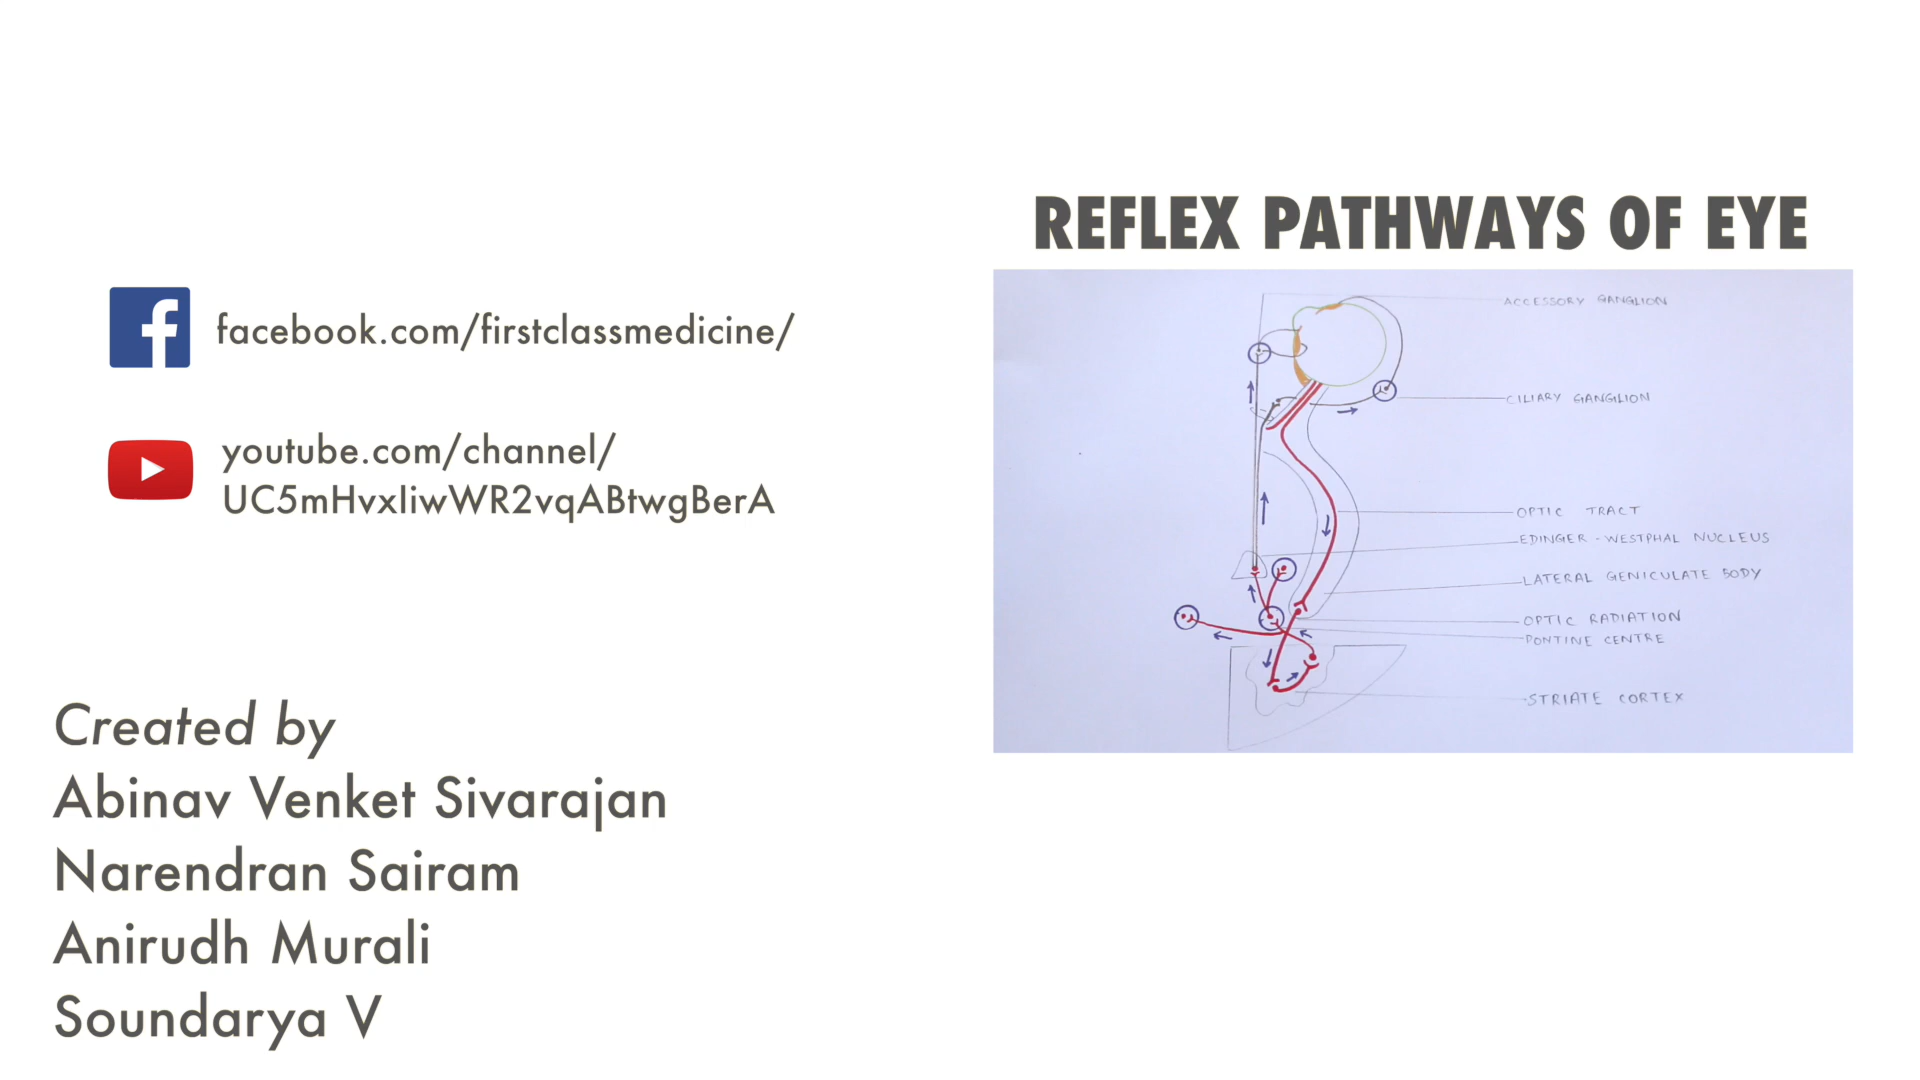 facebook.com/firstclassmedicine/
youtube.com/channel/
UC5mHvxIiwWR2vqABtwgBerA
Created by
Abinav Venket Sivarajan
Narendran Sairam
Anirudh Murali
Soundarya V
REFLEX PATHWAYS OF EYE
ACCESSORY GANGLION
CILIARY GANGLION
OPTIC TRACT
EDINGER - WESTPHAL NUCLEUS
LATERAL GENICULATE BODY
OPTIC RADIATION
PONTINE CENTRE
STRIATE CORTEX